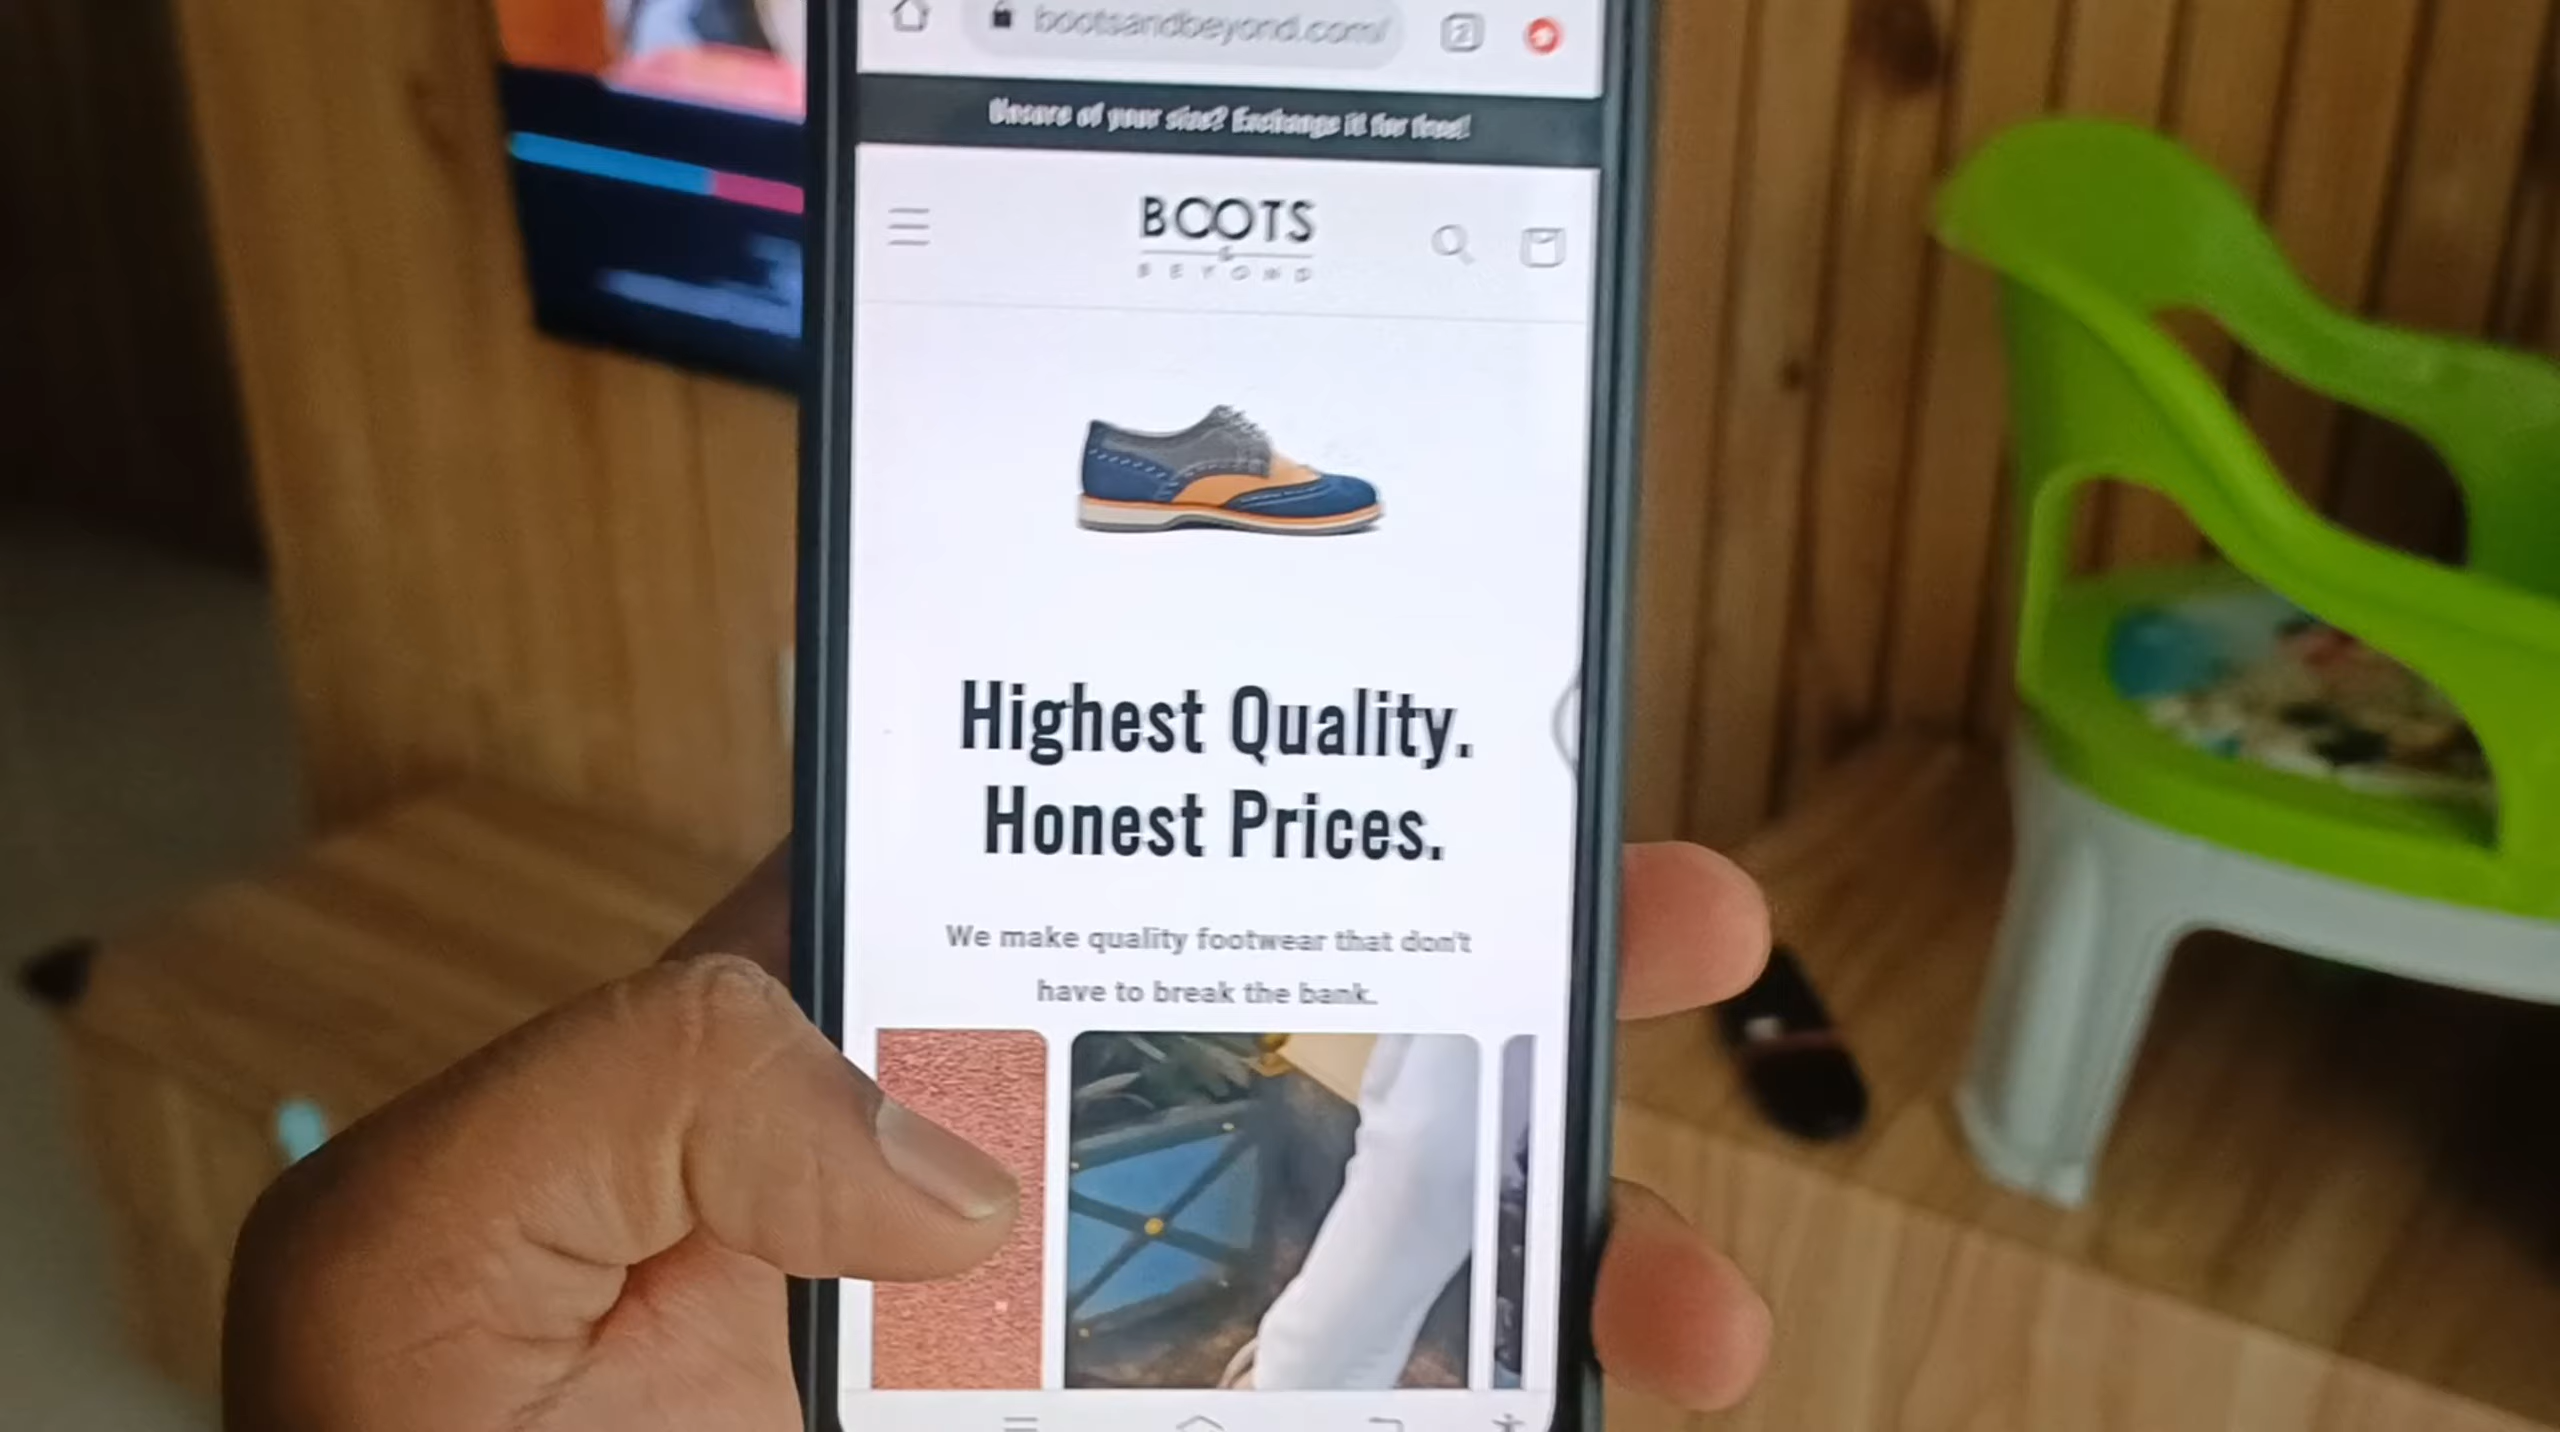 bootsandbeyond.com/
2
Unsure of your size? Exchange it for free!
BOOTS
&
BEYOND
Highest Quality.
Honest Prices.
We make quality footwear that don't
have to break the bank.